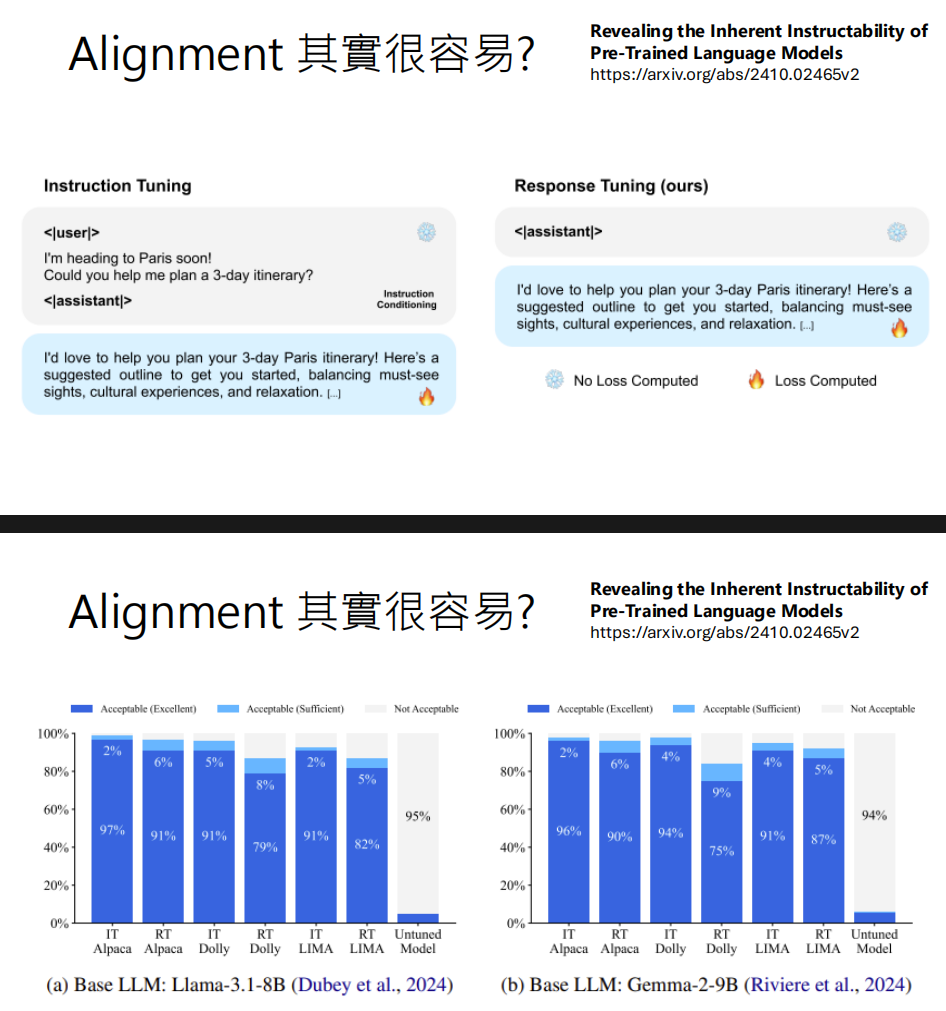 Alignment 其實很容易?
Revealing the Inherent Instructability of
Pre-Trained Language Models
https://arxiv.org/abs/2410.02465v2
Instruction Tuning
<|user|>
I'm heading to Paris soon!
Could you help me plan a 3-day itinerary?
<|assistant|>
Instruction
Conditioning
I'd love to help you plan your 3-day Paris itinerary! Here's a
suggested outline to get you started, balancing must-see
sights, cultural experiences, and relaxation. [...]
Response Tuning (ours)
<|assistant|>
I'd love to help you plan your 3-day Paris itinerary! Here's a
suggested outline to get you started, balancing must-see
sights, cultural experiences, and relaxation. [...]
No Loss Computed
Loss Computed
Alignment 其實很容易?
Revealing the Inherent Instructability of
Pre-Trained Language Models
https://arxiv.org/abs/2410.02465v2
Acceptable (Excellent) Acceptable (Sufficient) Not Acceptable
100%
80%
60%
40%
20%
0%
2% 6% 5% 8% 2% 5%
97% 91% 91% 79% 91% 82% 95%
IT RT IT RT IT RT Untuned
Alpaca Alpaca Dolly Dolly LIMA LIMA Model
(a) Base LLM: Llama-3.1-8B (Dubey et al., 2024)
Acceptable (Excellent) Acceptable (Sufficient) Not Acceptable
100%
80%
60%
40%
20%
0%
2% 6% 4% 9% 4% 5%
96% 90% 94% 75% 91% 87% 94%
IT RT IT RT IT RT Untuned
Alpaca Alpaca Dolly Dolly LIMA LIMA Model
(b) Base LLM: Gemma-2-9B (Riviere et al., 2024)